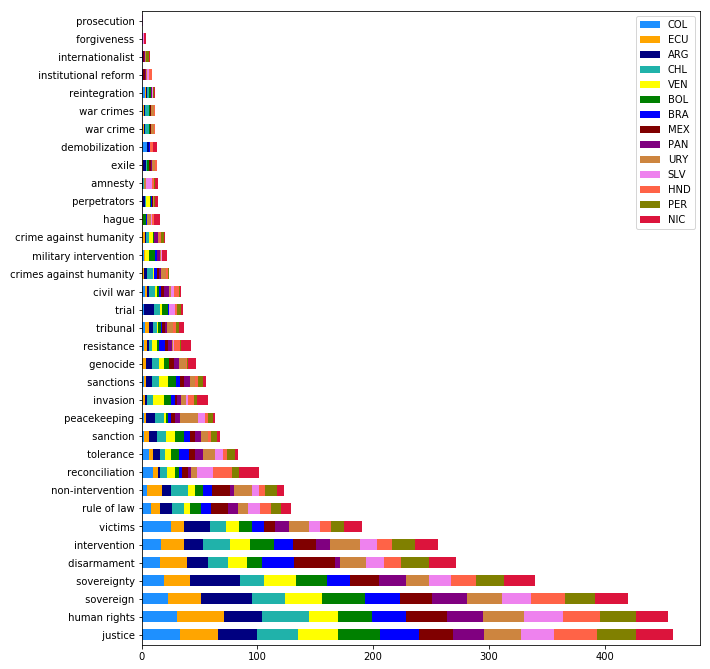 prosecution
forgiveness
internationalist
institutional reform
reintegration
war crimes
war crime
demobilization
exile
amnesty
perpetrators
hague
crime against humanity
military intervention
crimes against humanity
civil war
trial
tribunal
resistance
genocide
sanctions
invasion
peacekeeping
sanction
tolerance
reconciliation
non-intervention
rule of law
victims
intervention
disarmament
sovereignty
sovereign
human rights
justice
0 100 200 300 400
COL
ECU
ARG
CHL
VEN
BOL
BRA
MEX
PAN
URY
SLV
HND
PER
NIC